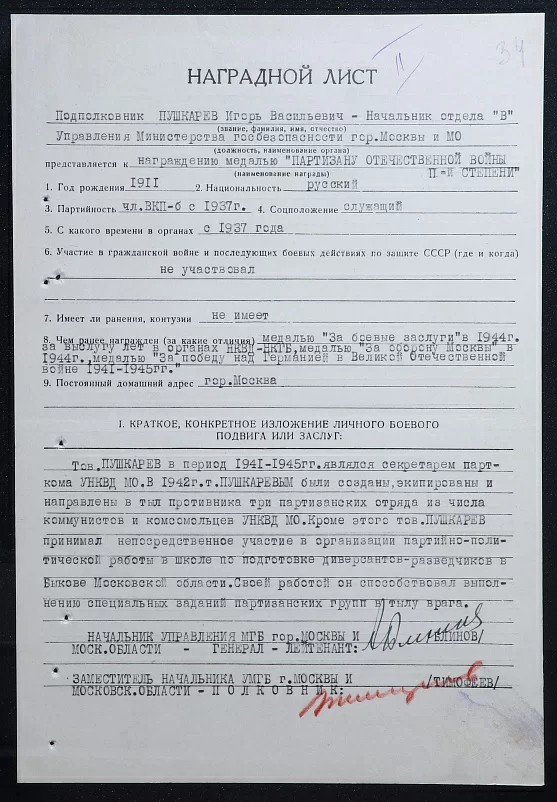 34
II
НАГРАДНОЙ ЛИСТ
Подполковник ПУШКАРЕВ Игорь Васильевич - Начальник отдела "В"
(звание, фамилия, имя, отчество)
Управления Министерства госбезопасности гор.Москвы и МО
(должность, наименование органа)
представляется к награждению медалью "ПАРТИЗАНУ ОТЕЧЕСТВЕННОЙ ВОЙНЫ
(наименование награды) П-й СТЕПЕНИ"
1. Год рождения 1911 2. Национальность русский
3. Партийность чл.ВКП-б с 1937г. 4. Соцположение служащий
5. С какого времени в органах с 1937 года
6. Участие в гражданской войне и последующих боевых действиях по защите СССР (где и когда)
не участвовал
7. Имеет ли ранения, контузии не имеет
8. Чем ранее награжден (за какие отличия) медалью "За боевые заслуги"в 1944г.
за выслугу лет в органах НКВД-НКГБ,медалью "За оборону Москвы" в
1944г.,медалью "За победу над Германией в Великой Отечественной
войне 1941-1945гг."
9. Постоянный домашний адрес гор.Москва
I. КРАТКОЕ, КОНКРЕТНОЕ ИЗЛОЖЕНИЕ ЛИЧНОГО БОЕВОГО
ПОДВИГА ИЛИ ЗАСЛУГ:
Тов.ПУШКАРЕВ в период 1941-1945гг.являлся секретарем парт-
кома УНКВД МО.В 1942г.т.ПУШКАРЕВЫМ были созданы,экипированы и
направлены в тыл противника три партизанских отряда из числа
коммунистов и комсомольцев УНКВД МО.Кроме этого тов.ПУШКАРЕВ
принимал непосредственное участие в организации партийно-поли-
тической работы в школе по подготовке диверсантов-разведчиков в
Быкове Московской области.Своей работой он способствовал выпол-
нению специальных заданий партизанских групп в тылу врага.
НАЧАЛЬНИК УПРАВЛЕНИЯ МГБ гор.МОСКВЫ И
МОСК.ОБЛАСТИ - ГЕНЕРАЛ - ЛЕЙТЕНАНТ: /БЛИНОВ/
ЗАМЕСТИТЕЛЬ НАЧАЛЬНИКА УМГБ г.МОСКВЫ И
МОСКОВСК.ОБЛАСТИ - ПОЛКОВНИК: /ТИМОФЕЕВ/